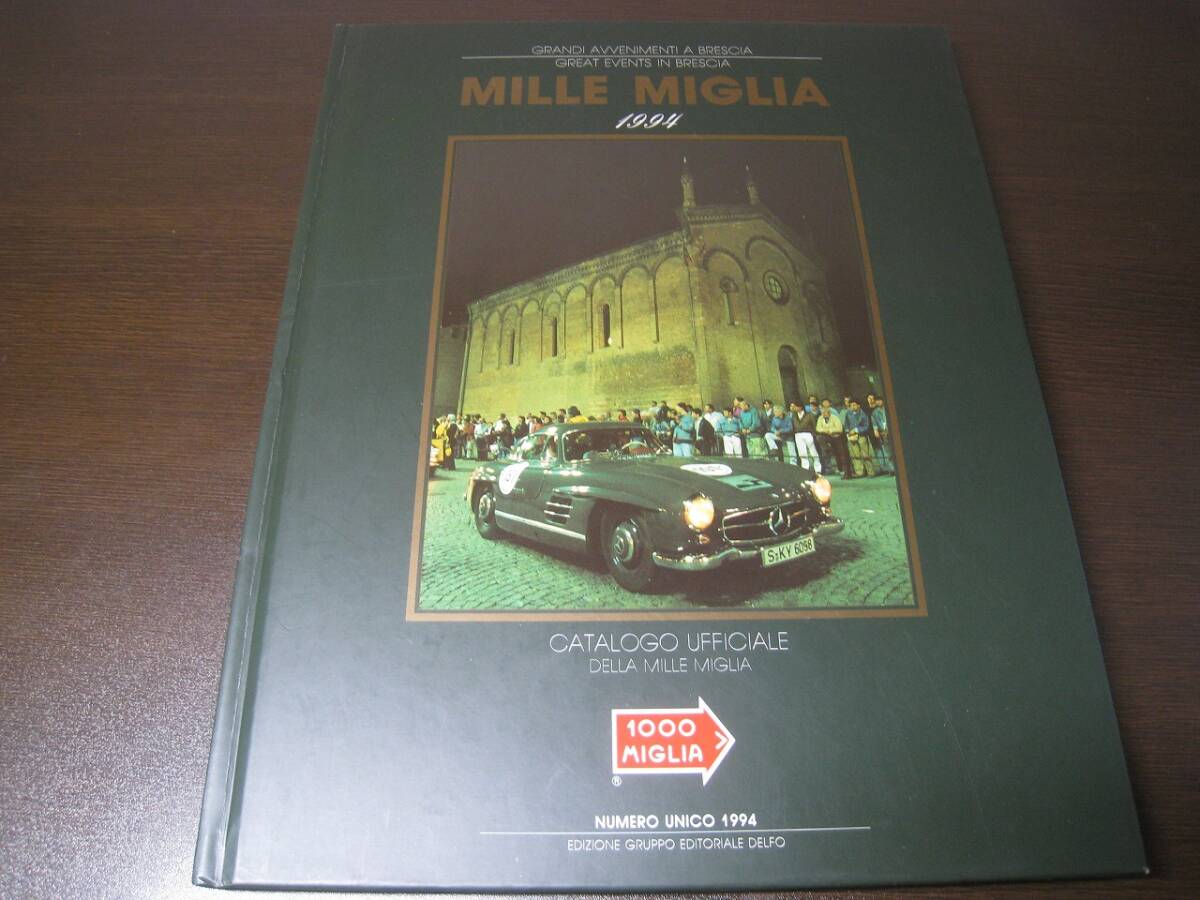 GRANDI AVVENIMENTI A BRESCIA
GREAT EVENTS IN BRESCIA
MILLE MIGLIA
1994
S-KY 6098
CATALOGO UFFICIALE
DELLA MILLE MIGLIA
1000
MIGLIA
®
NUMERO UNICO 1994
EDIZIONE GRUPPO EDITORIALE DELFO